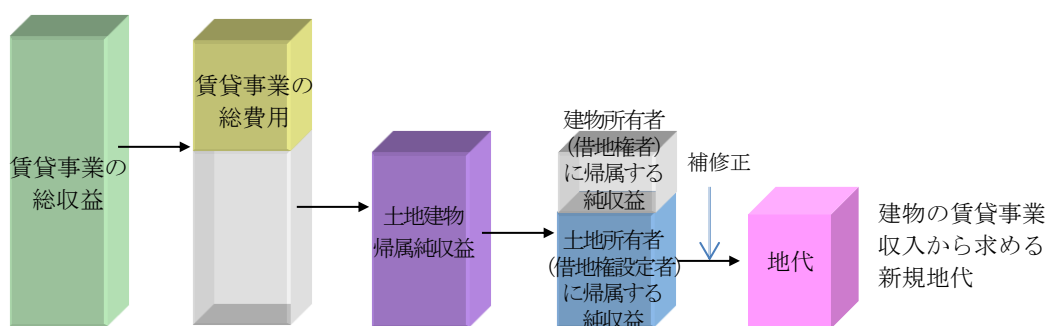 賃貸事業の
総収益
賃貸事業の
総費用
土地建物
帰属純収益
建物所有者
(借地権者)
に帰属する
純収益
土地所有者
(借地権設定者)
に帰属する
純収益
補修正
地代
建物の賃貸事業
収入から求める
新規地代